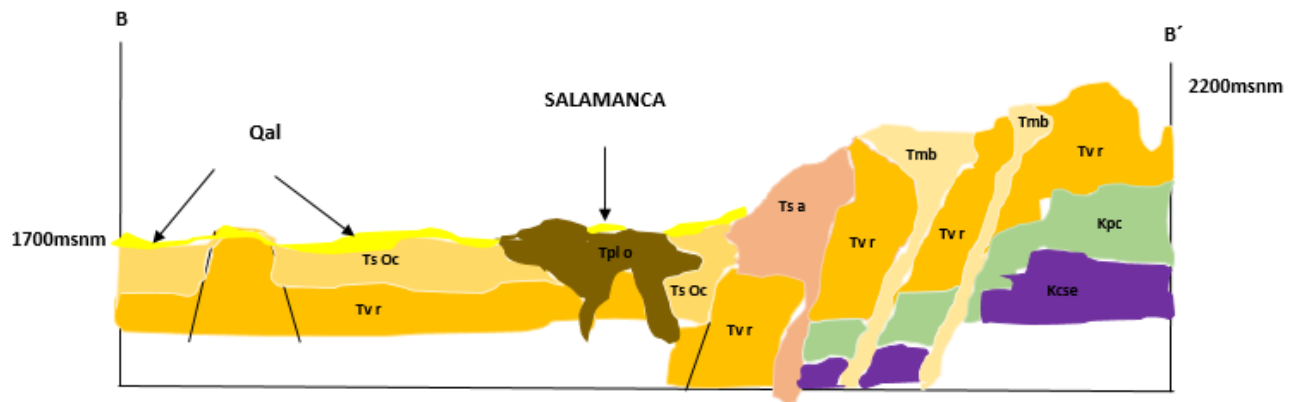 B
B´
2200msnm
SALAMANCA
Qal
Tmb
Tmb
Tv r
Ts a
Kpc
1700msnm
Tv r
Tv r
Ts Oc
Tpl o
Ts Oc
Kcse
Tv r
Tv r